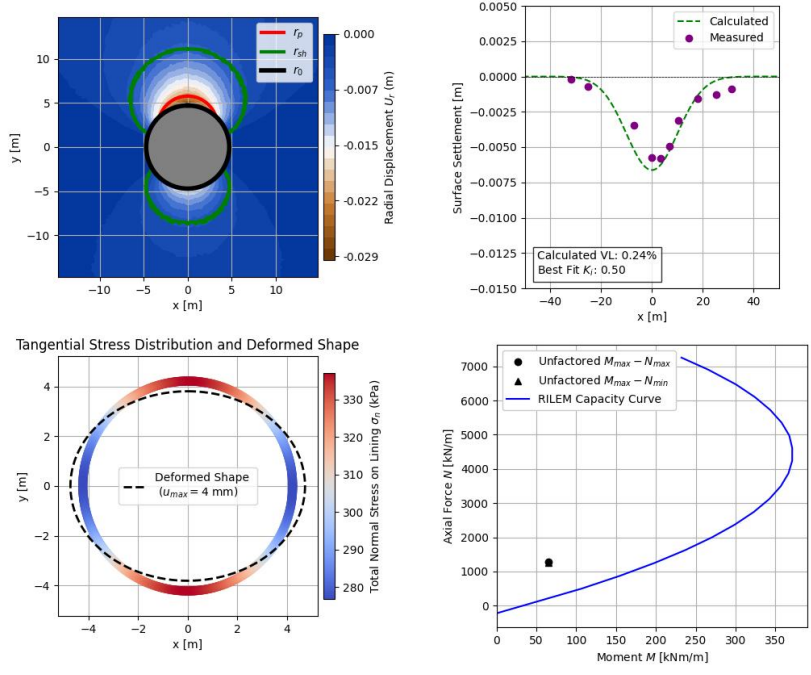 r_p
r_sh
r_0
10
5
0
−5
−10
y [m]
−10
−5
0
5
10
x [m]
0.000
−0.007
−0.015
−0.022
−0.029
Radial Displacement U_r (m)
0.0050
0.0025
0.0000
−0.0025
−0.0050
−0.0075
−0.0100
−0.0125
−0.0150
Surface Settlement [m]
Calculated
Measured
Calculated VL: 0.24%
Best Fit K_i: 0.50
−40
−20
0
20
40
x [m]
Tangential Stress Distribution and Deformed Shape
4
2
0
−2
−4
y [m]
Deformed Shape
(u_max = 4 mm)
−4
−2
0
2
4
x [m]
330
320
310
300
290
280
Total Normal Stress on Lining σ_n (kPa)
7000
6000
5000
4000
3000
2000
1000
0
Axial Force N [kN/m]
Unfactored M_max − N_max
Unfactored M_max − N_min
RILEM Capacity Curve
0
50
100
150
200
250
300
350
Moment M [kNm/m]